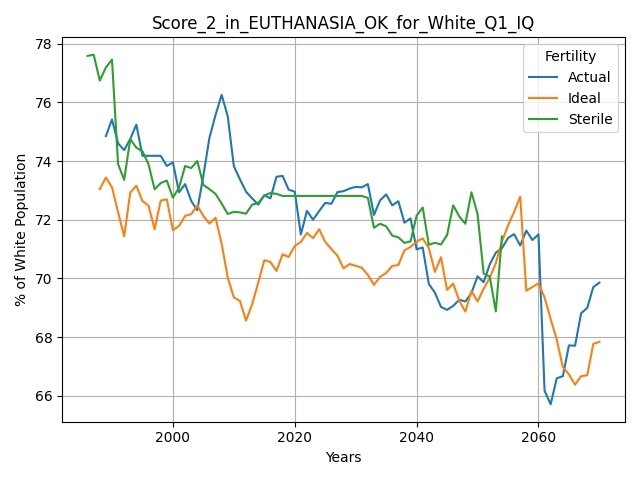 Score_2_in_EUTHANASIA_OK_for_White_Q1_IQ
% of White Population
78
76
74
72
70
68
66
Fertility
Actual
Ideal
Sterile
2000
2020
2040
2060
Years